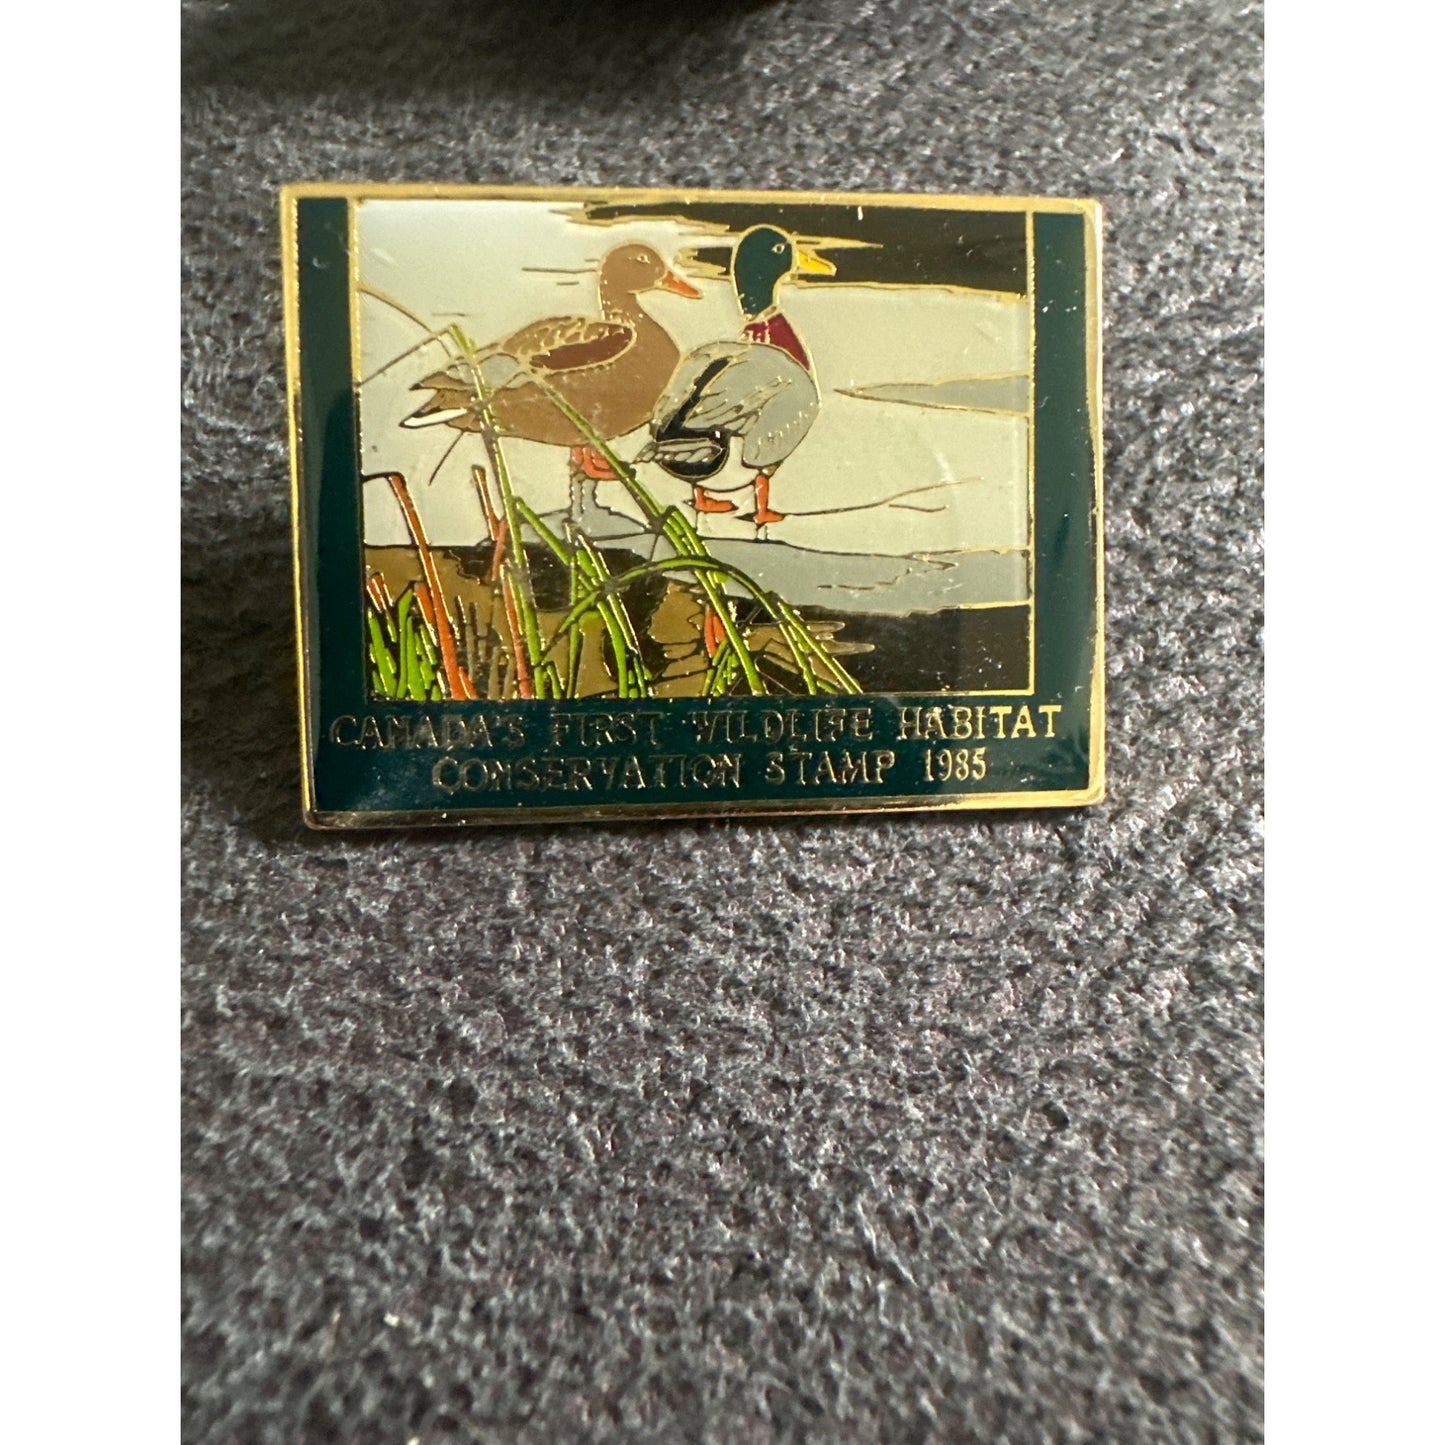 CANADA'S FIRST WILDLIFE HABITAT
CONSERVATION STAMP 1985